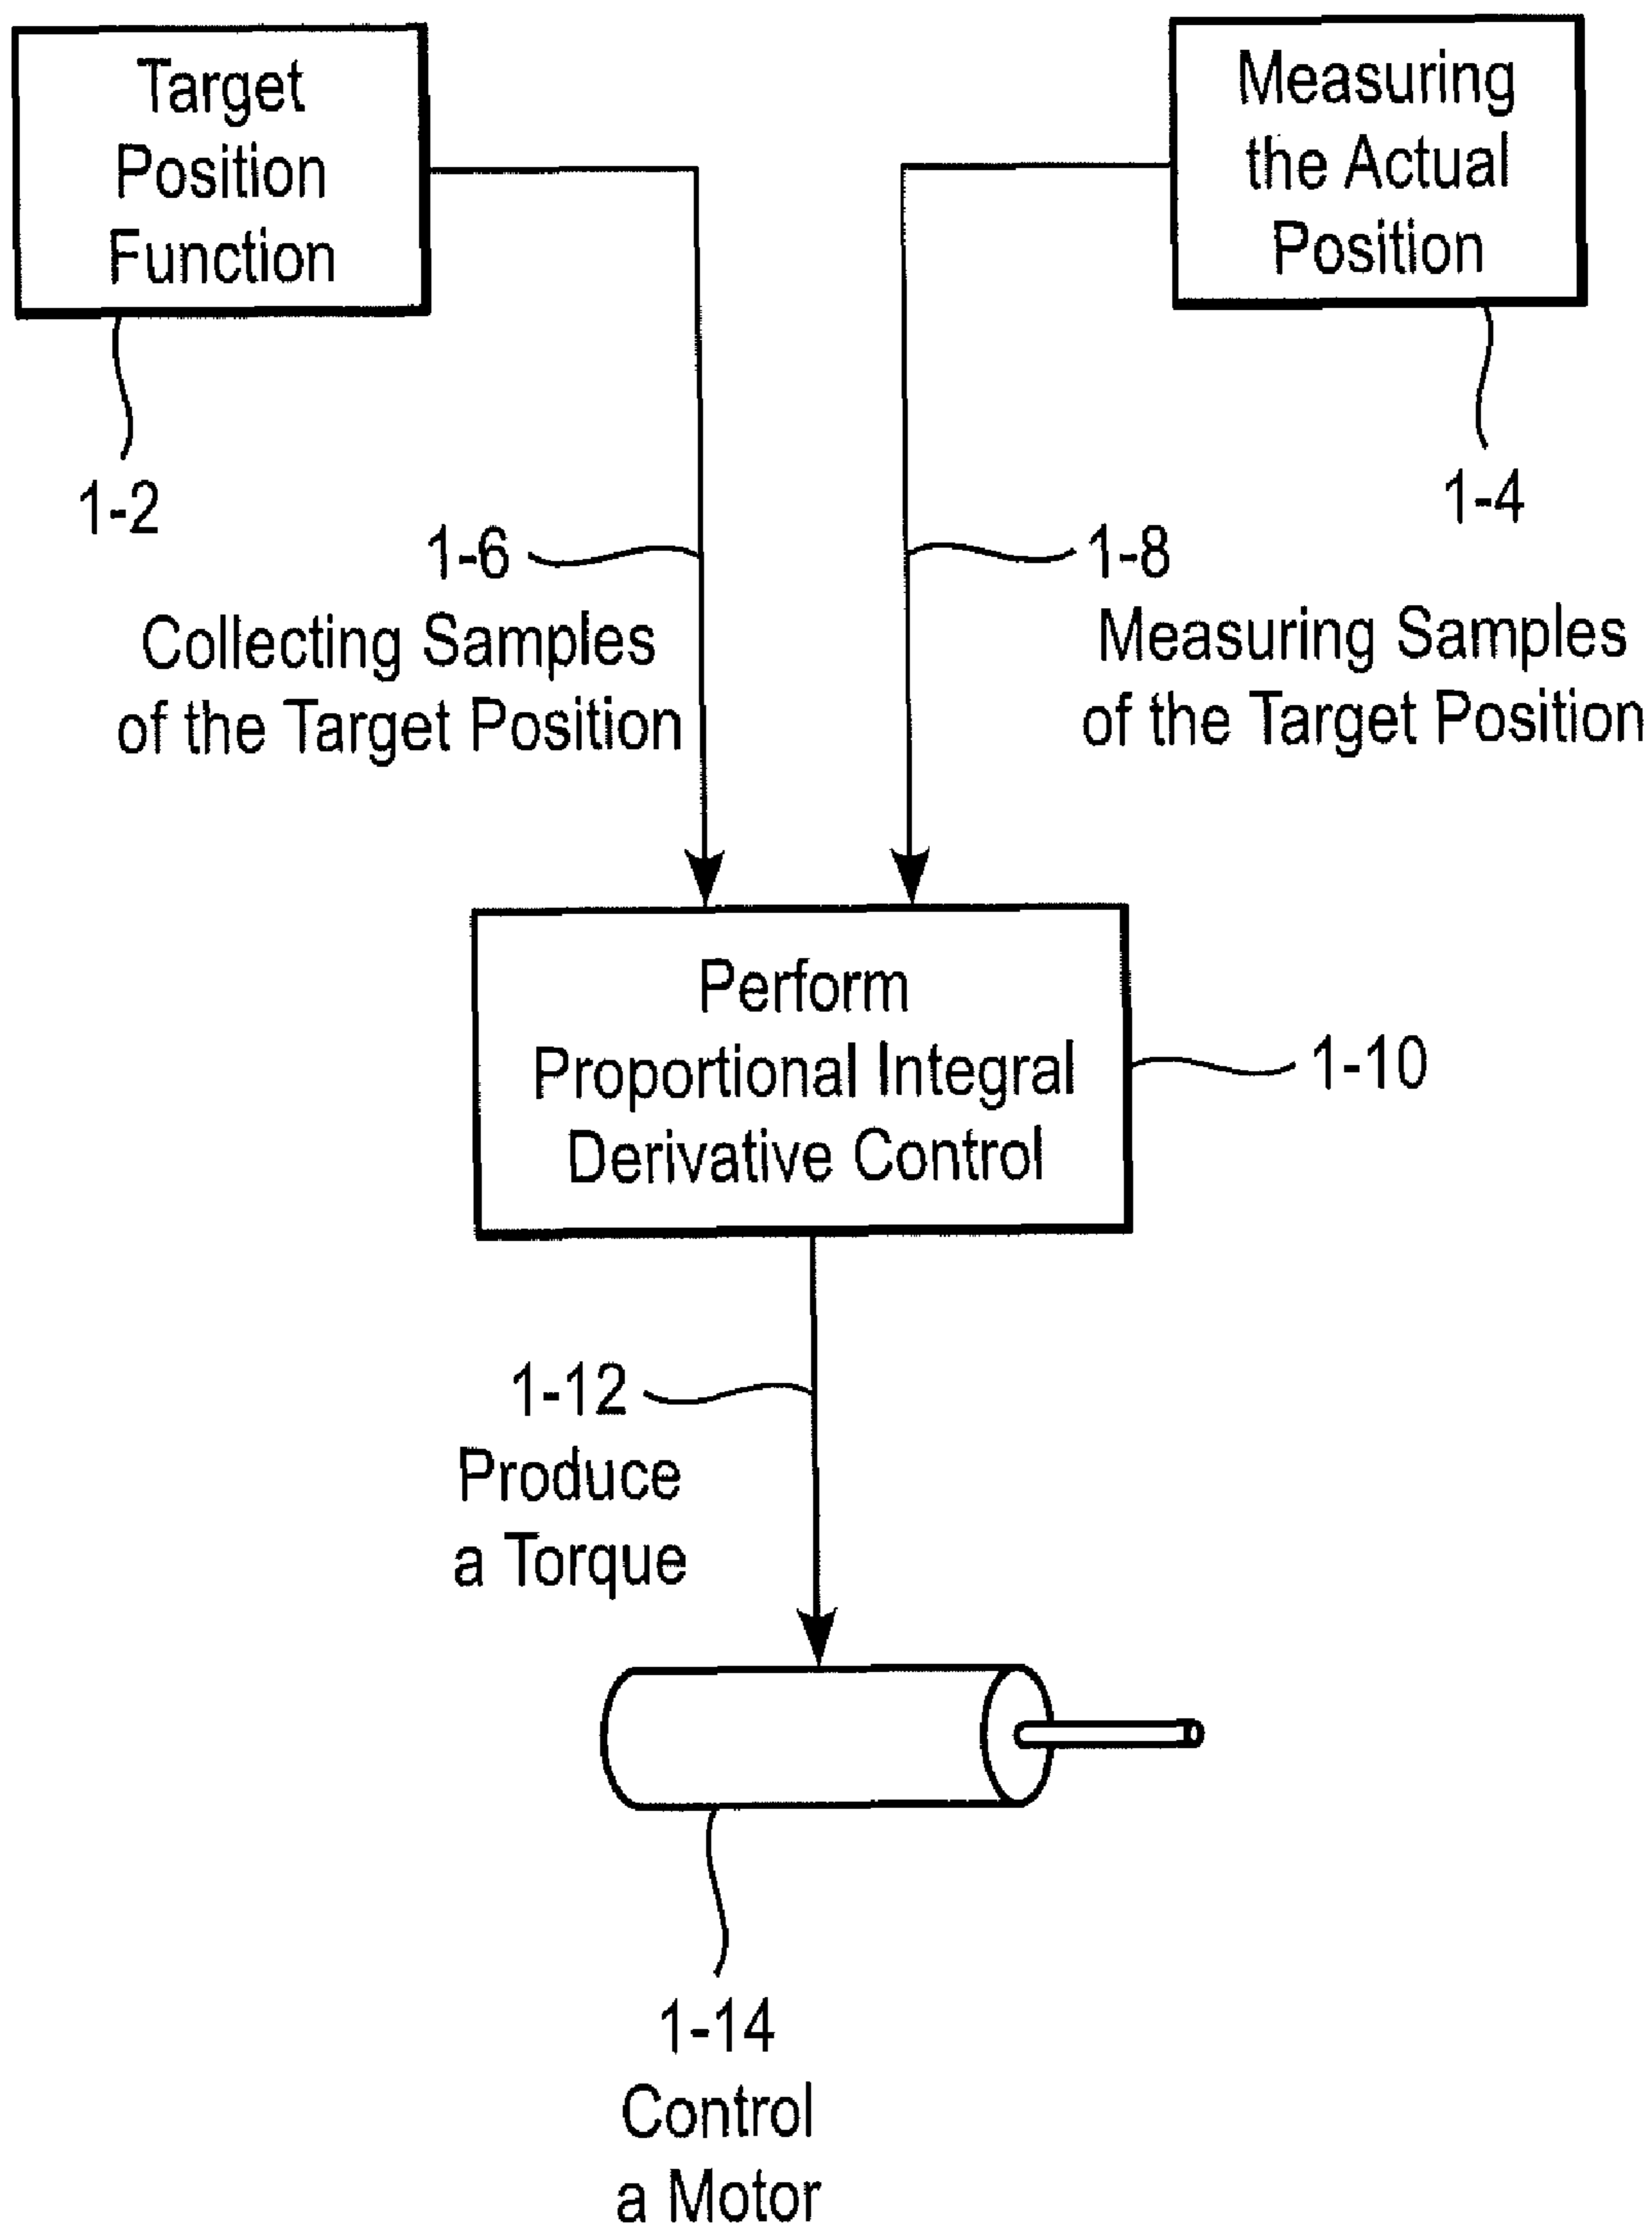 Target
Position
Function
Measuring
the Actual
Position
1-2
1-4
1-6
Collecting Samples
of the Target Position
1-8
Measuring Samples
of the Target Position
Perform
Proportional Integral
Derivative Control
1-10
1-12
Produce
a Torque
1-14
Control
a Motor